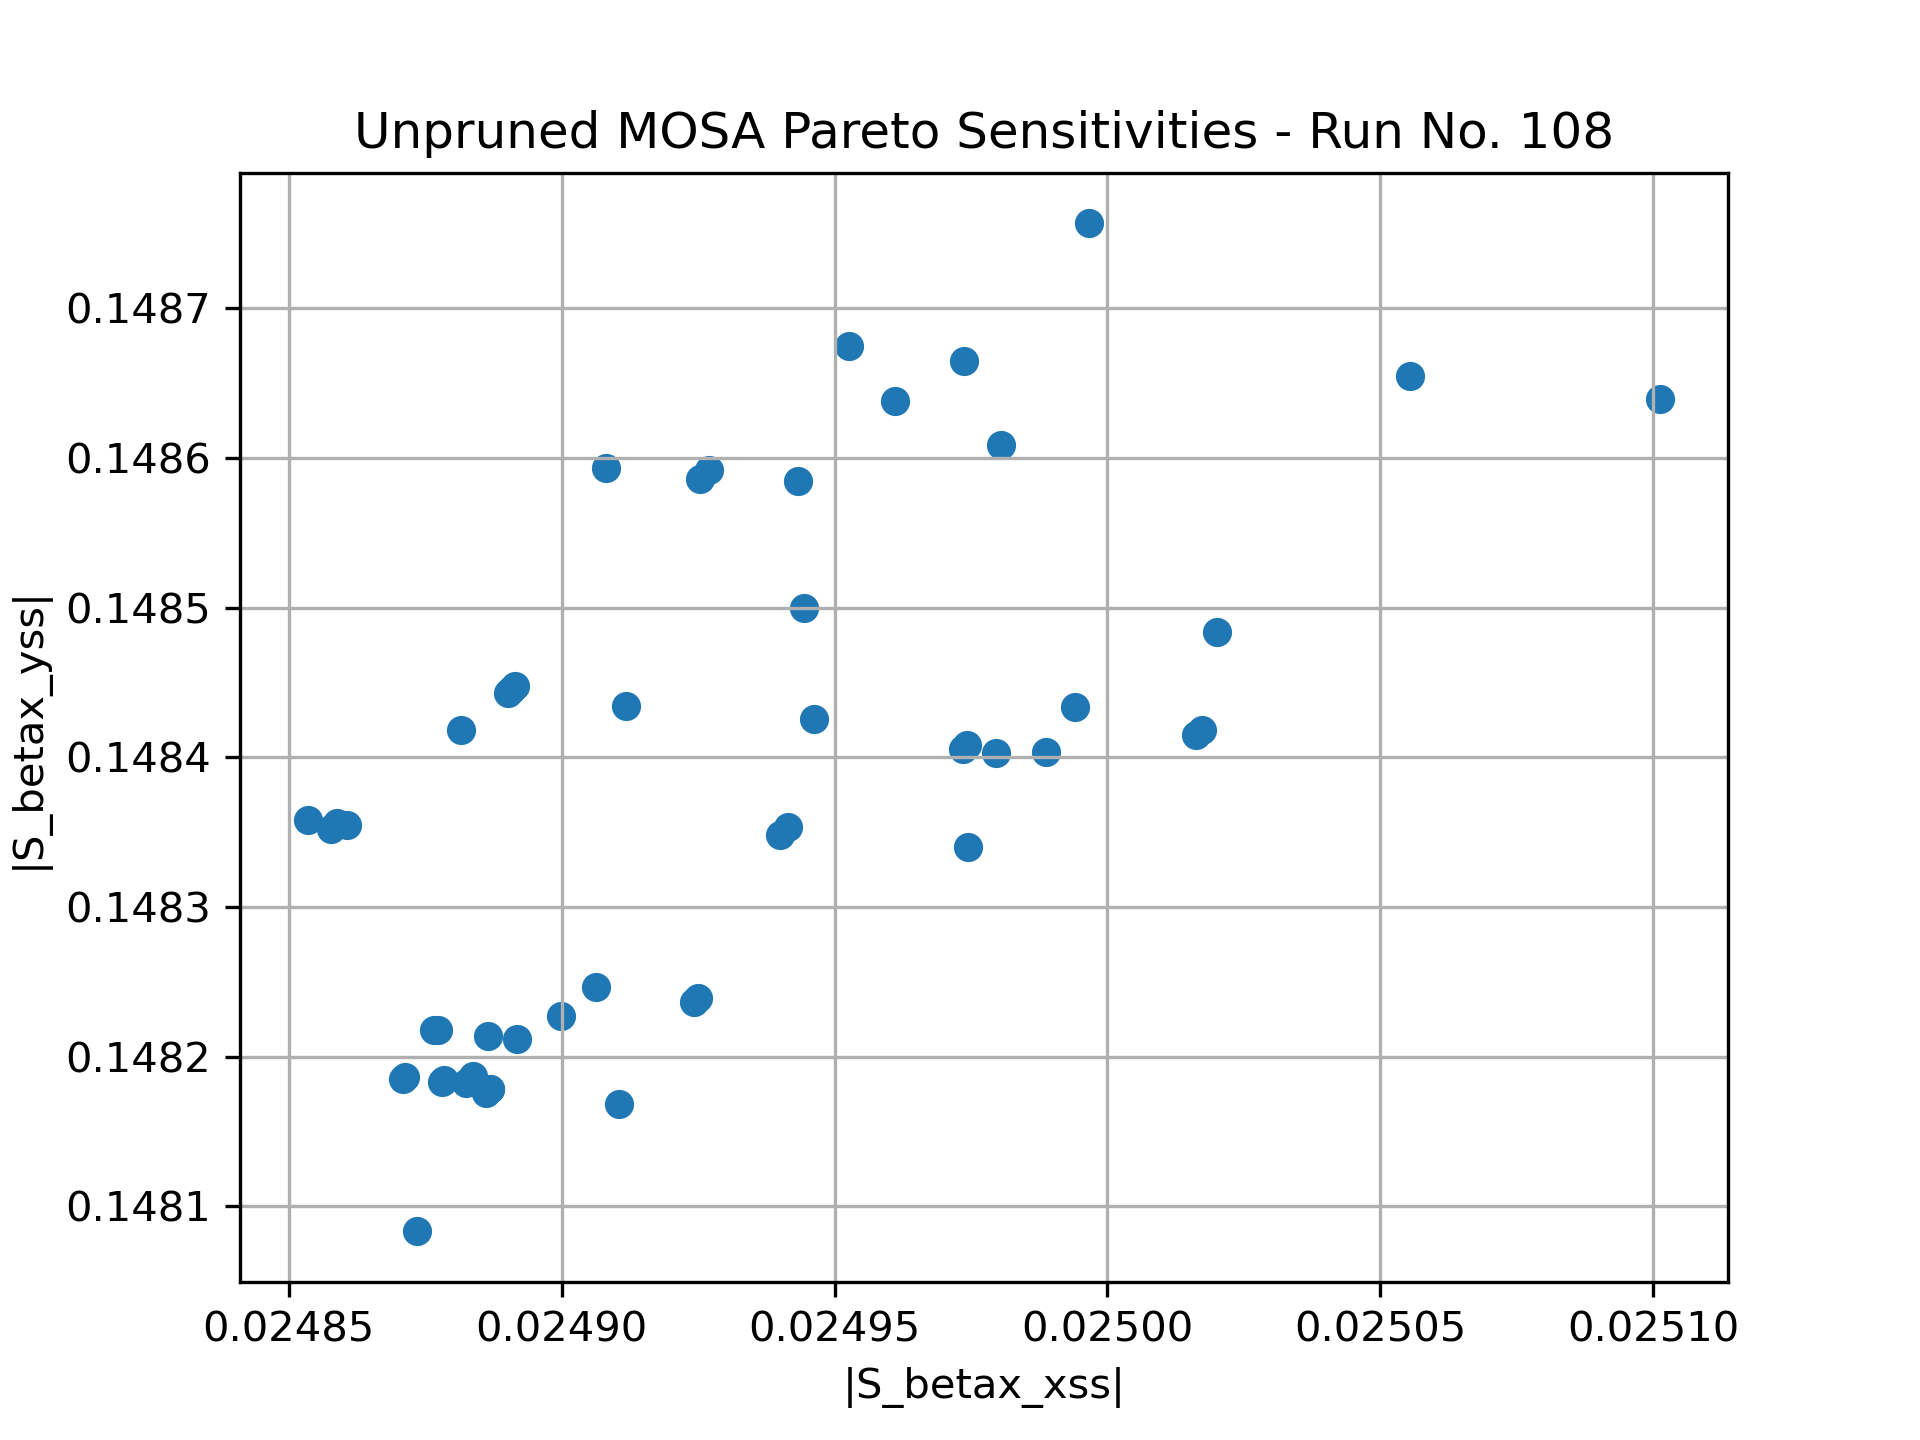 Unpruned MOSA Pareto Sensitivities - Run No. 108
0.1487
0.1486
0.1485
0.1484
0.1483
0.1482
0.1481
|S_betax_yss|
0.02485 0.02490 0.02495 0.02500 0.02505 0.02510
|S_betax_xss|